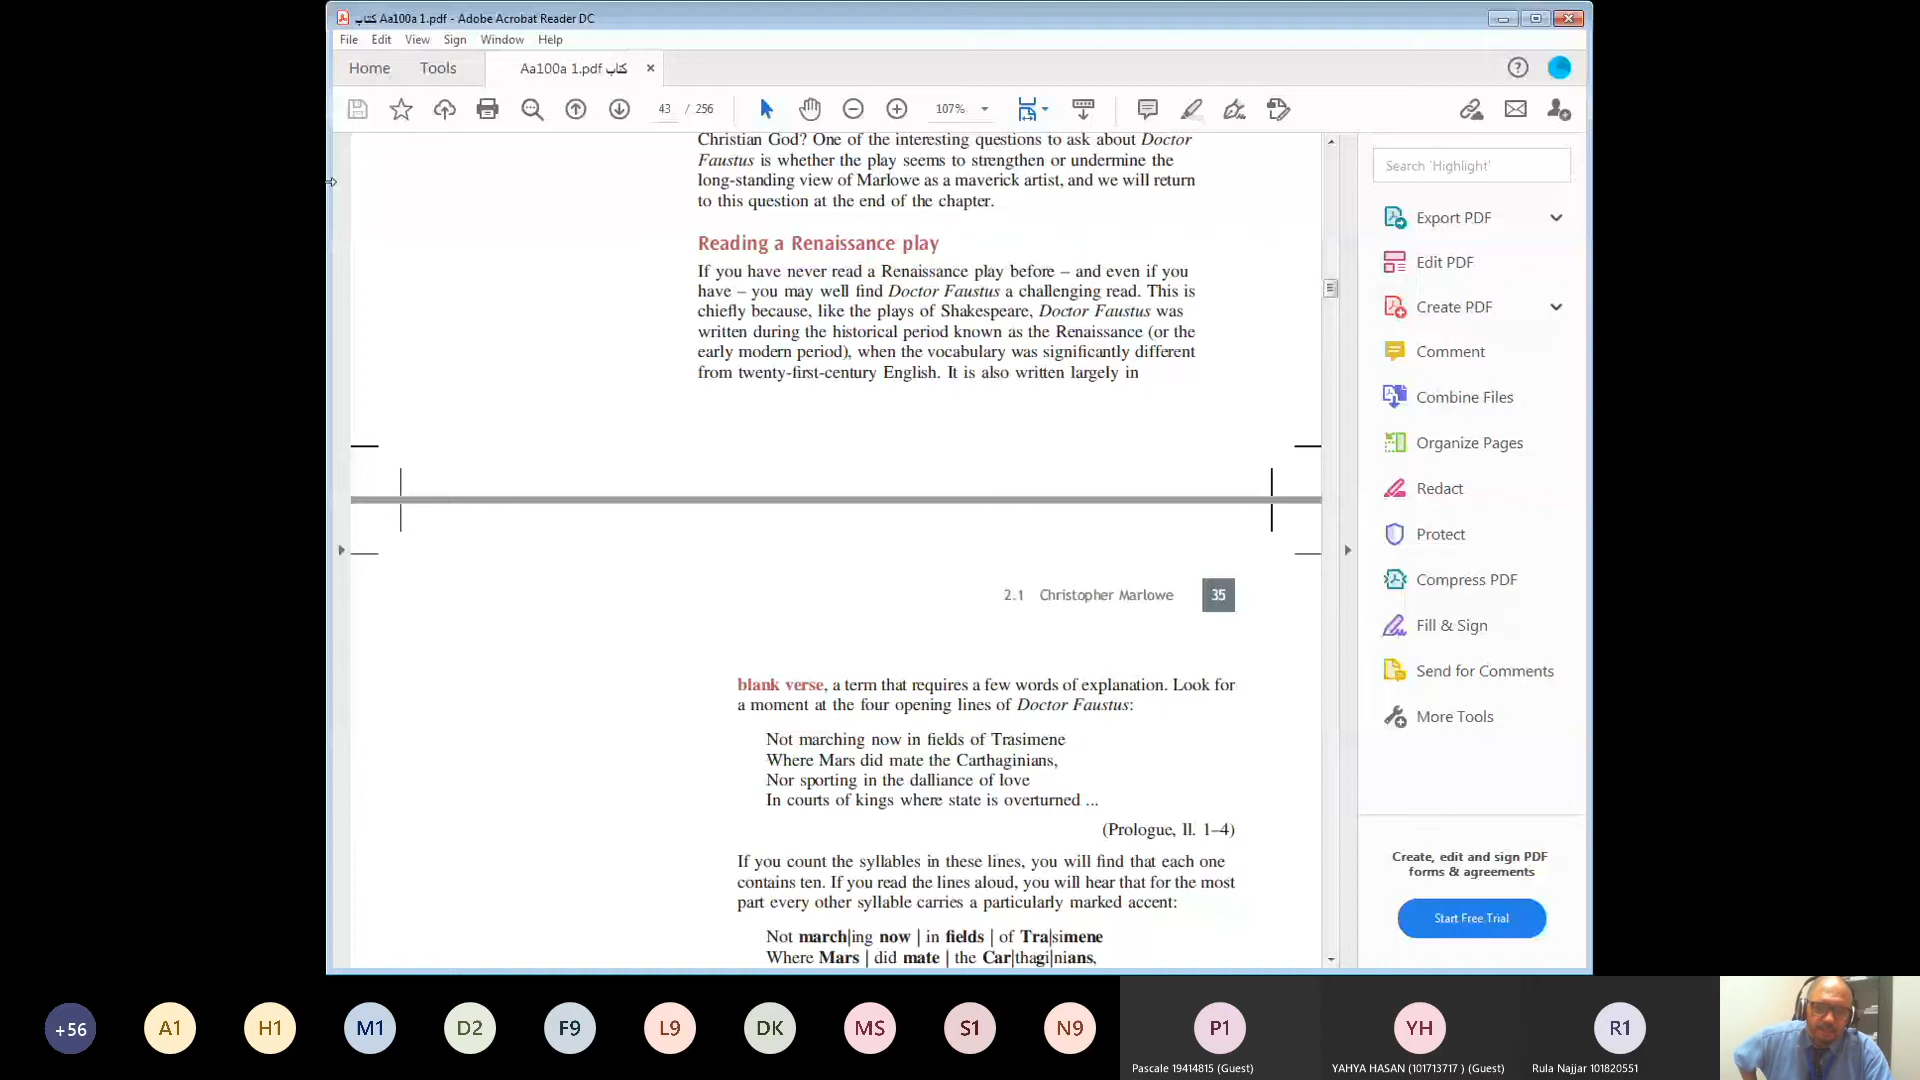 كتاب Aa100a 1.pdf - Adobe Acrobat Reader DC
File Edit View Sign Window Help
Home Tools كتاب Aa100a 1.pdf
43 / 256 107%
Christian God? One of the interesting questions to ask about Doctor
Faustus is whether the play seems to strengthen or undermine the
long-standing view of Marlowe as a maverick artist, and we will return
to this question at the end of the chapter.
Reading a Renaissance play
If you have never read a Renaissance play before – and even if you
have – you may well find Doctor Faustus a challenging read. This is
chiefly because, like the plays of Shakespeare, Doctor Faustus was
written during the historical period known as the Renaissance (or the
early modern period), when the vocabulary was significantly different
from twenty-first-century English. It is also written largely in
2.1 Christopher Marlowe 35
blank verse, a term that requires a few words of explanation. Look for
a moment at the four opening lines of Doctor Faustus:
Not marching now in fields of Trasimene
Where Mars did mate the Carthaginians,
Nor sporting in the dalliance of love
In courts of kings where state is overturned ...
(Prologue, ll. 1–4)
If you count the syllables in these lines, you will find that each one
contains ten. If you read the lines aloud, you will hear that for the most
part every other syllable carries a particularly marked accent:
Not march|ing now | in fields | of Tra|simene
Where Mars | did mate | the Car|thagi|nians,
Search 'Highlight'
Export PDF
Edit PDF
Create PDF
Comment
Combine Files
Organize Pages
Redact
Protect
Compress PDF
Fill & Sign
Send for Comments
More Tools
Create, edit and sign PDF
forms & agreements
Start Free Trial
+56 A1 H1 M1 D2 F9 L9 DK MS S1 N9 P1 YH R1
Pascale 19414815 (Guest) YAHYA HASAN (101713717 ) (Guest) Rula Najjar 101820551